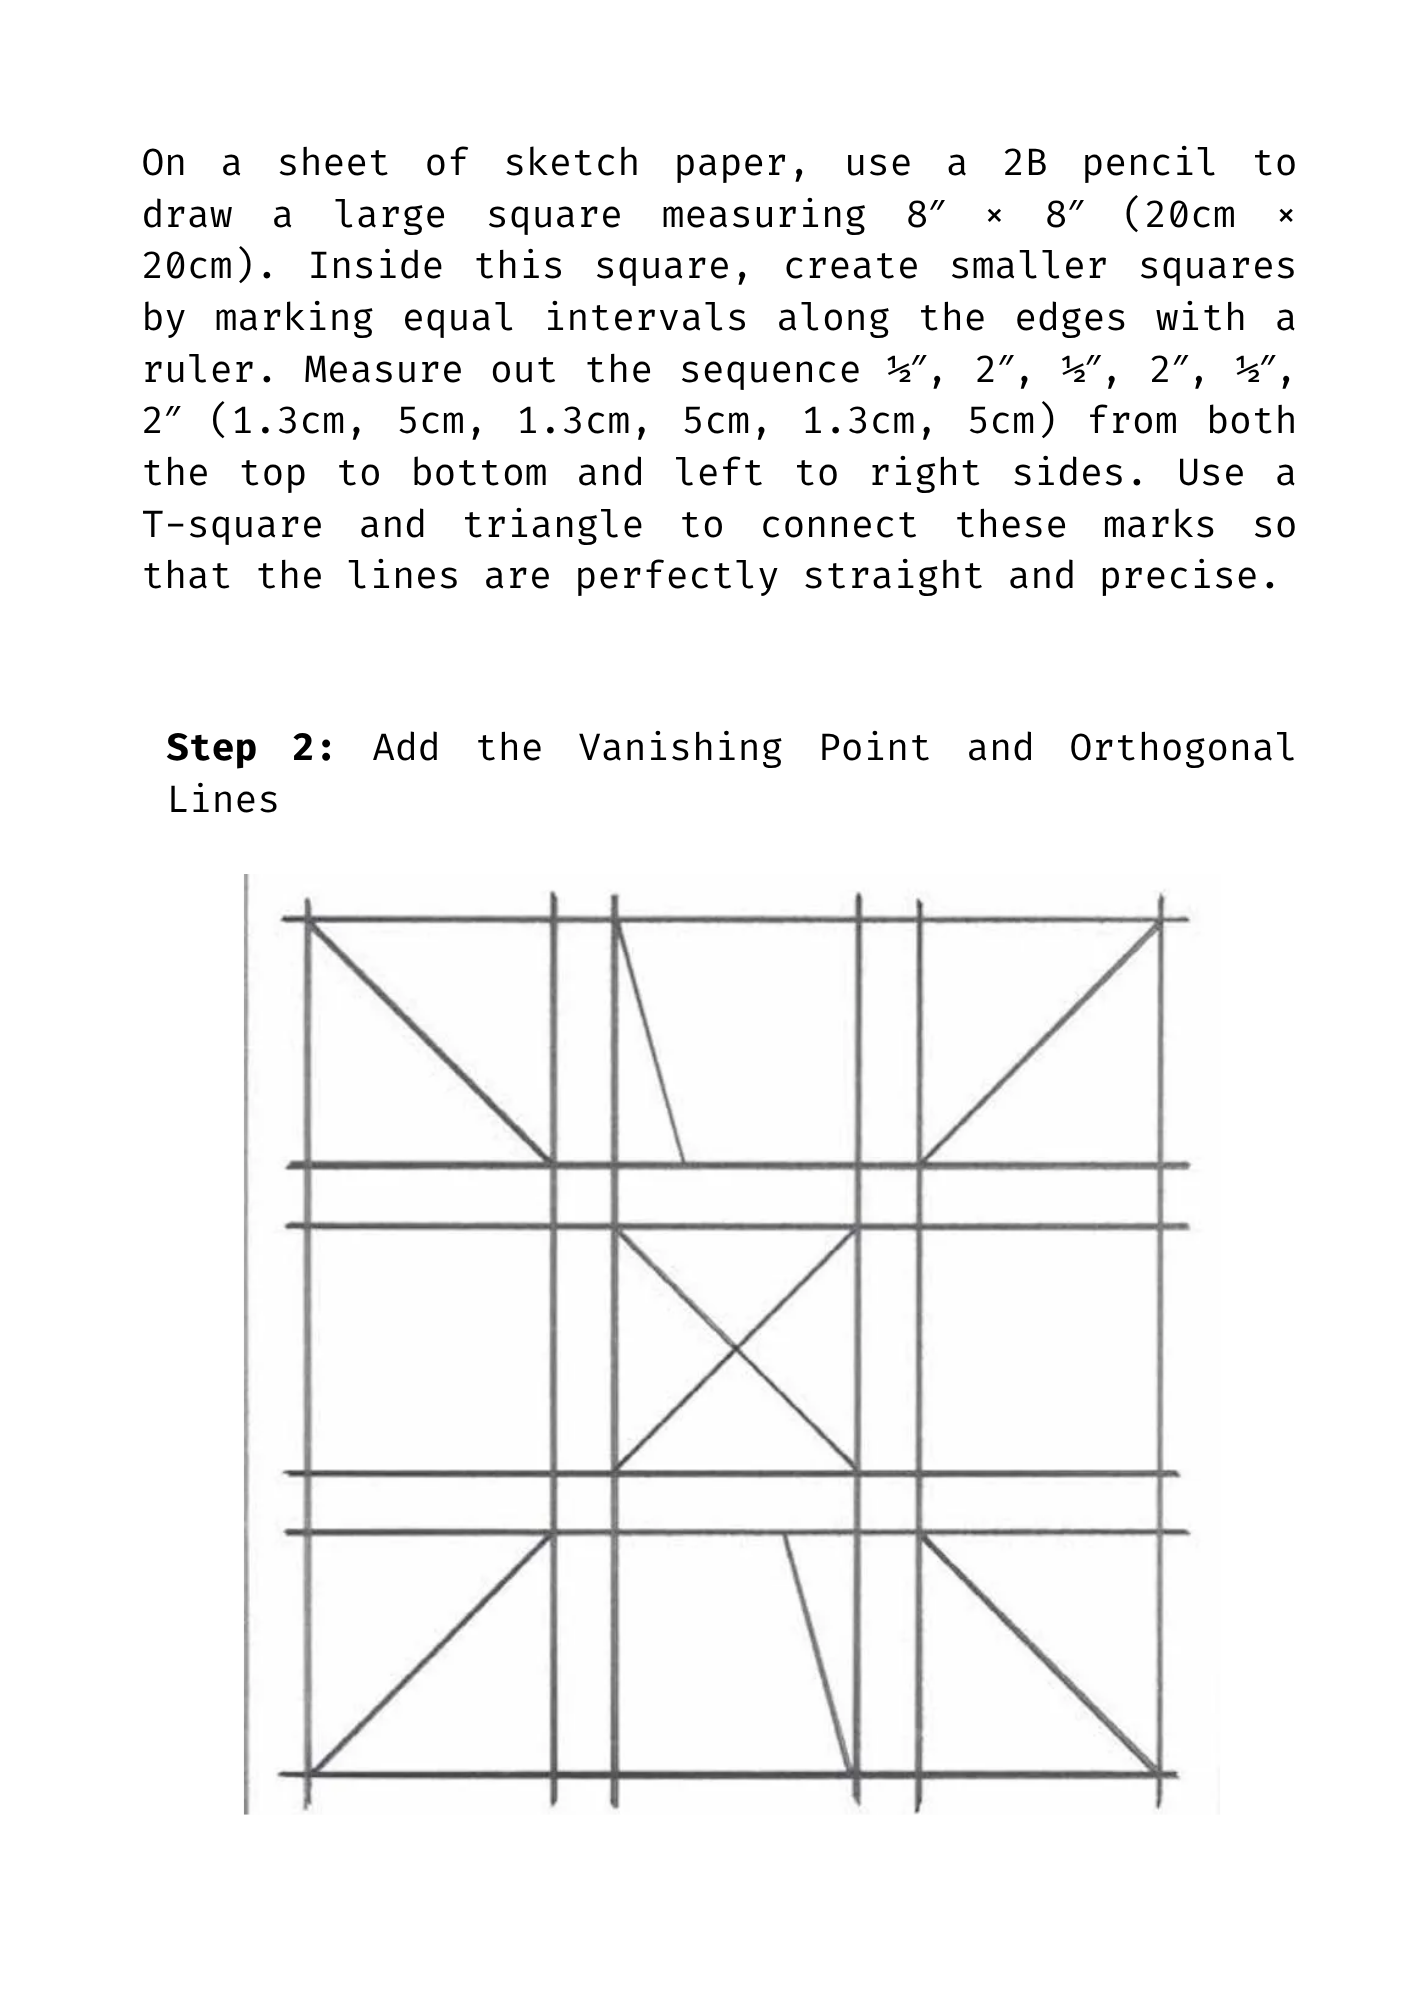 On a sheet of sketch paper, use a 2B pencil to
draw a large square measuring 8″ × 8″ (20cm ×
20cm). Inside this square, create smaller squares
by marking equal intervals along the edges with a
ruler. Measure out the sequence ½″, 2″, ½″, 2″, ½″,
2″ (1.3cm, 5cm, 1.3cm, 5cm, 1.3cm, 5cm) from both
the top to bottom and left to right sides. Use a
T-square and triangle to connect these marks so
that the lines are perfectly straight and precise.
Step 2: Add the Vanishing Point and Orthogonal
Lines